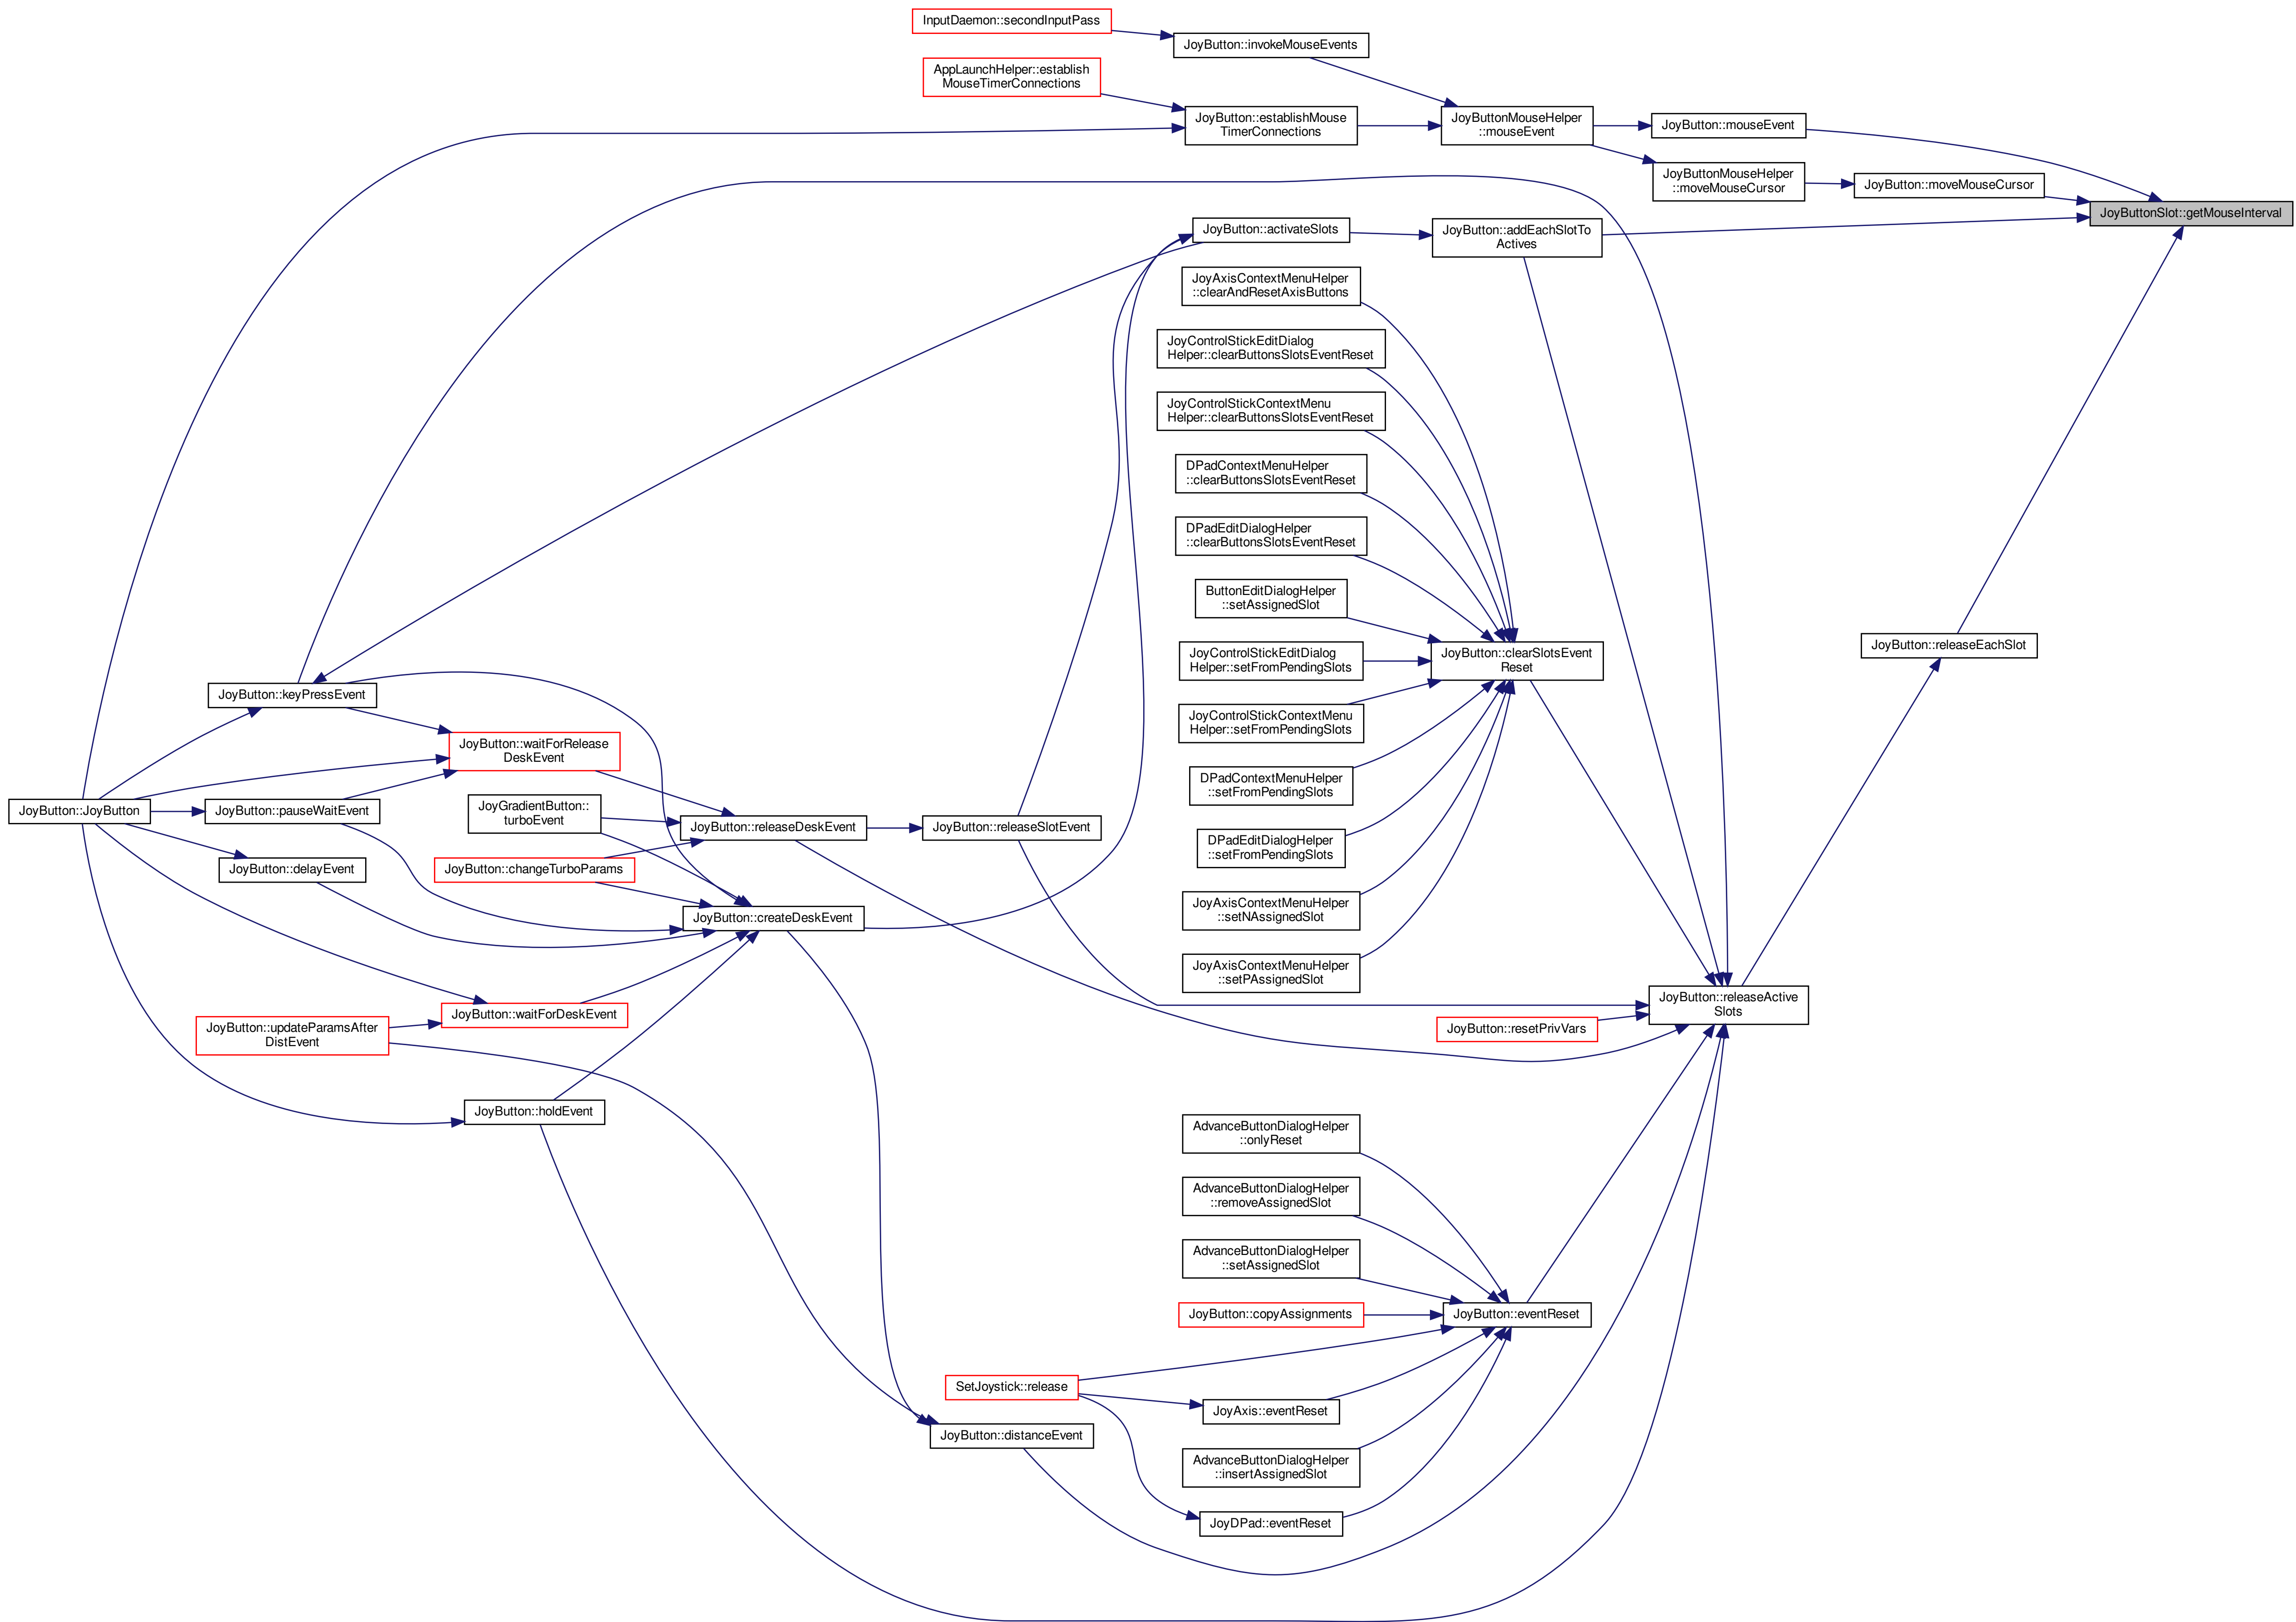 InputDaemon::secondInputPass
JoyButton::invokeMouseEvents
AppLaunchHelper::establish
MouseTimerConnections
JoyButton::establishMouse
TimerConnections
JoyButtonMouseHelper
::mouseEvent
JoyButton::mouseEvent
JoyButtonMouseHelper
::moveMouseCursor
JoyButton::moveMouseCursor
JoyButtonSlot::getMouseInterval
JoyButton::activateSlots
JoyButton::addEachSlotTo
Actives
JoyAxisContextMenuHelper
::clearAndResetAxisButtons
JoyControlStickEditDialog
Helper::clearButtonsSlotsEventReset
JoyControlStickContextMenu
Helper::clearButtonsSlotsEventReset
DPadContextMenuHelper
::clearButtonsSlotsEventReset
DPadEditDialogHelper
::clearButtonsSlotsEventReset
ButtonEditDialogHelper
::setAssignedSlot
JoyControlStickEditDialog
Helper::setFromPendingSlots
JoyButton::clearSlotsEvent
Reset
JoyButton::releaseEachSlot
JoyControlStickContextMenu
Helper::setFromPendingSlots
JoyButton::keyPressEvent
JoyButton::waitForRelease
DeskEvent
DPadContextMenuHelper
::setFromPendingSlots
JoyButton::JoyButton
JoyButton::pauseWaitEvent
JoyGradientButton::
turboEvent
JoyButton::releaseDeskEvent
JoyButton::releaseSlotEvent
DPadEditDialogHelper
::setFromPendingSlots
JoyButton::delayEvent
JoyButton::changeTurboParams
JoyButton::createDeskEvent
JoyAxisContextMenuHelper
::setNAssignedSlot
JoyAxisContextMenuHelper
::setPAssignedSlot
JoyButton::releaseActive
Slots
JoyButton::waitForDeskEvent
JoyButton::resetPrivVars
JoyButton::updateParamsAfter
DistEvent
JoyButton::holdEvent
AdvanceButtonDialogHelper
::onlyReset
AdvanceButtonDialogHelper
::removeAssignedSlot
AdvanceButtonDialogHelper
::setAssignedSlot
JoyButton::copyAssignments
JoyButton::eventReset
SetJoystick::release
JoyAxis::eventReset
JoyButton::distanceEvent
AdvanceButtonDialogHelper
::insertAssignedSlot
JoyDPad::eventReset